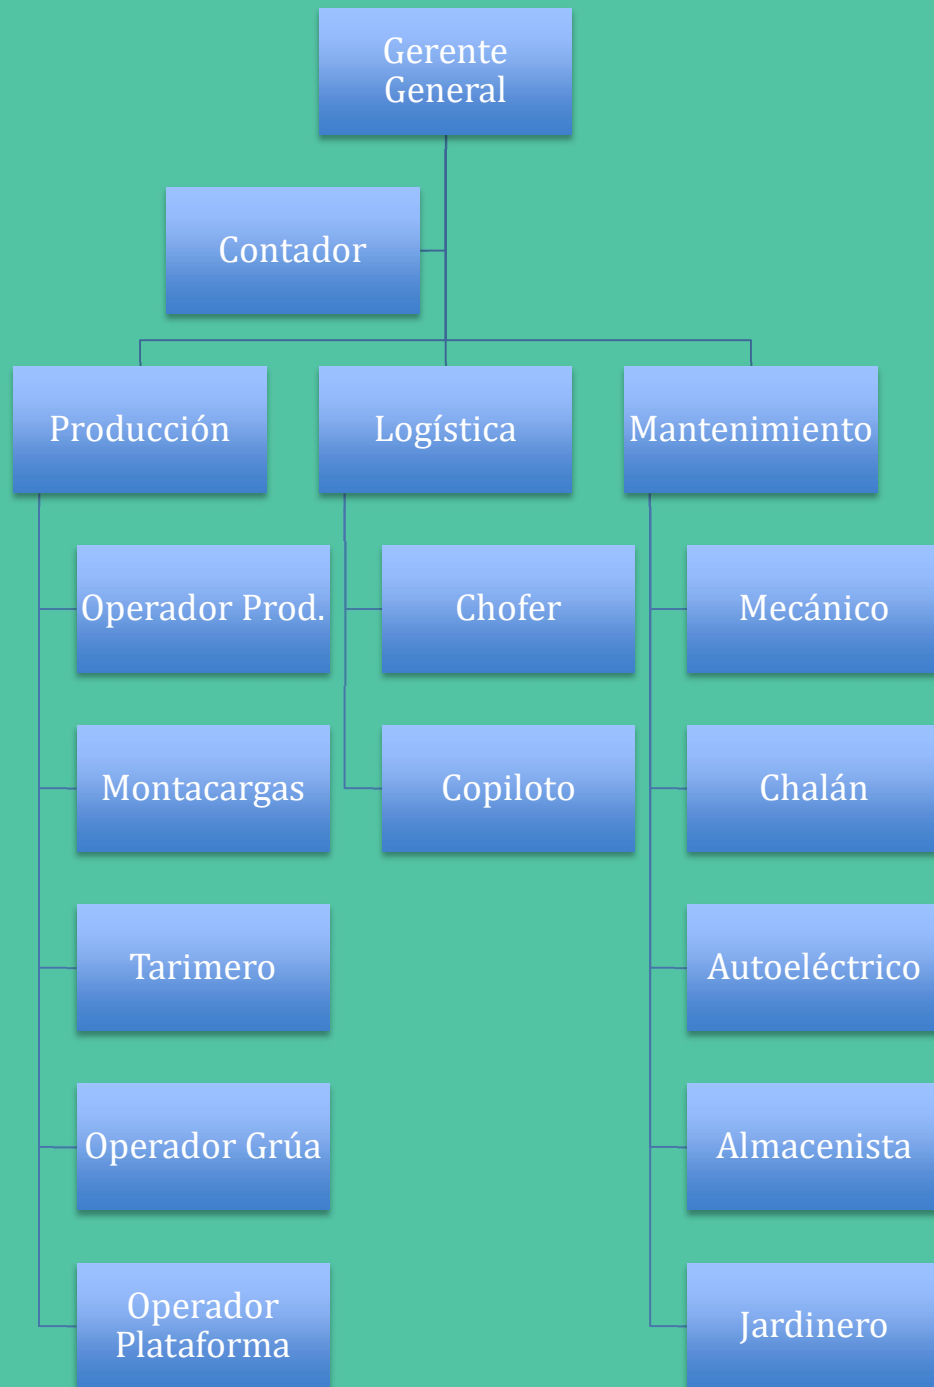 Gerente
General
Contador
Producción
Logística
Mantenimiento
Operador Prod.
Chofer
Mecánico
Montacargas
Copiloto
Chalán
Tarimero
Autoeléctrico
Operador Grúa
Almacenista
Operador
Plataforma
Jardinero